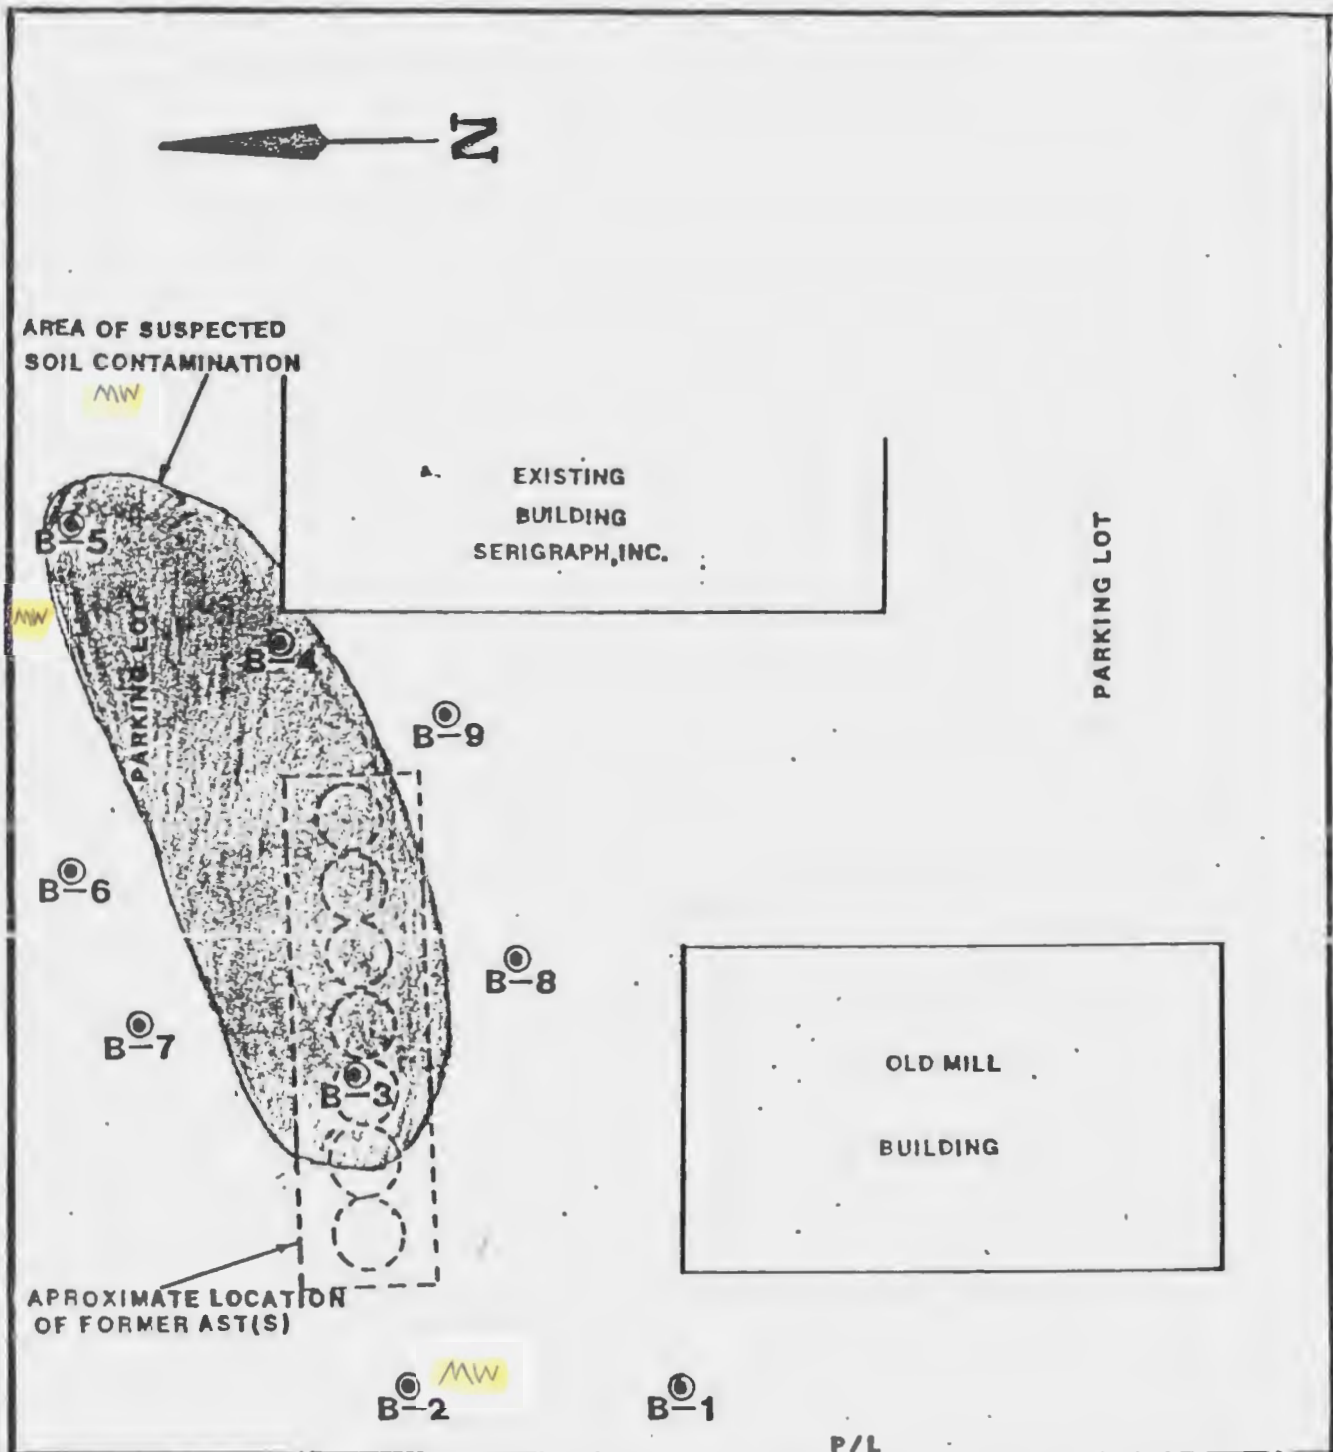 N
AREA OF SUSPECTED
SOIL CONTAMINATION
MW
EXISTING
BUILDING
SERIGRAPH, INC.
B-5
PARKING LOT
MW
PARKING LOT
B-4
B-9
B-6
B-8
B-7
OLD MILL
B-3
BUILDING
APROXIMATE LOCATION
OF FORMER AST(S)
MW
B-2
B-1
P/L